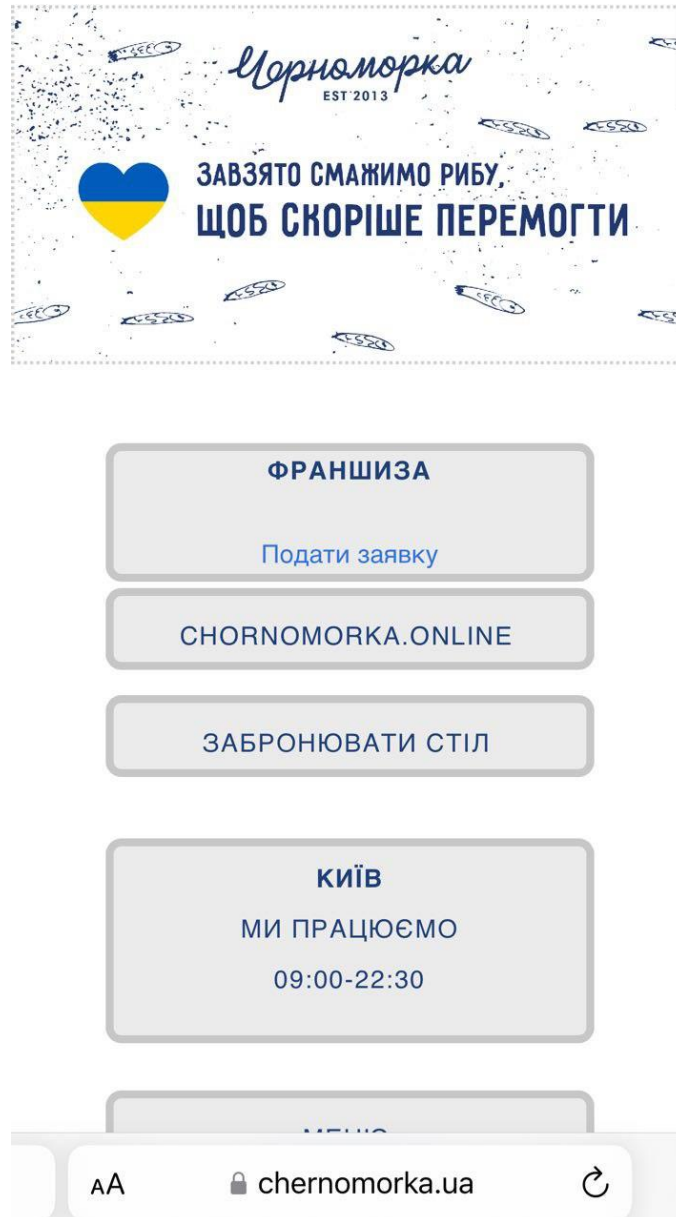 Чорноморка
EST'2013
ЗАВЗЯТО СМАЖИМО РИБУ,
ЩОБ СКОРІШЕ ПЕРЕМОГТИ
ФРАНШИЗА
Подати заявку
CHORNOMORKA.ONLINE
ЗАБРОНЮВАТИ СТІЛ
КИЇВ
МИ ПРАЦЮЄМО
09:00-22:30
МЕНЮ
AA chernomorka.ua